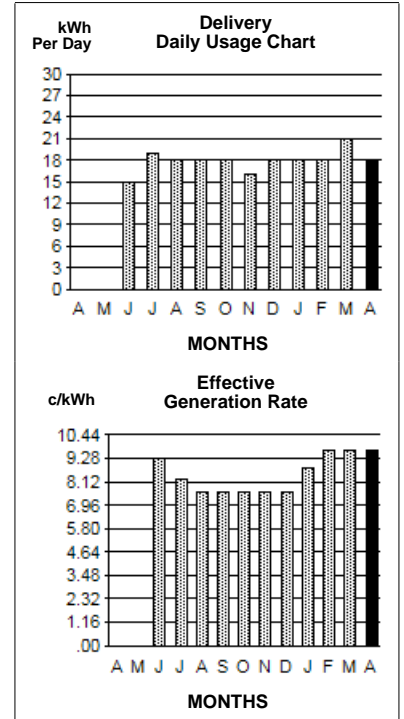 kWh
Per Day
Delivery
Daily Usage Chart
30
27
24
21
18
15
12
9
6
3
0
A M J J A S O N D J F M A
MONTHS
c/kWh
Effective
Generation Rate
10.44
9.28
8.12
6.96
5.80
4.64
3.48
2.32
1.16
.00
A M J J A S O N D J F M A
MONTHS